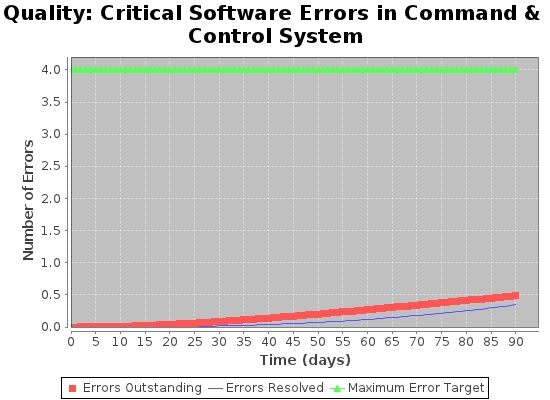 Quality: Critical Software Errors in Command &
Control System
Number of Errors
4.0
3.5
3.0
2.5
2.0
1.5
1.0
0.5
0.0
0 5 10 15 20 25 30 35 40 45 50 55 60 65 70 75 80 85 90
Time (days)
Errors Outstanding Errors Resolved Maximum Error Target